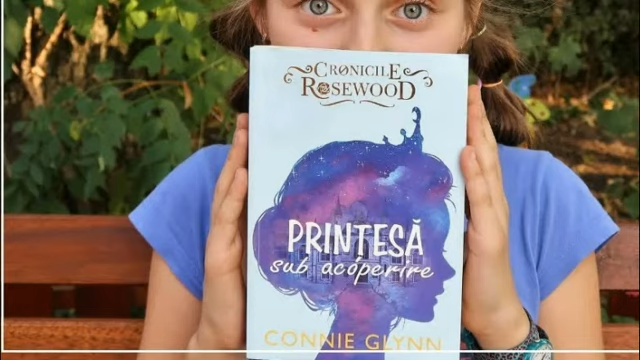 CRONICILE
ROSEWOOD
PRINȚESĂ
sub acoperire
CONNIE GLYNN